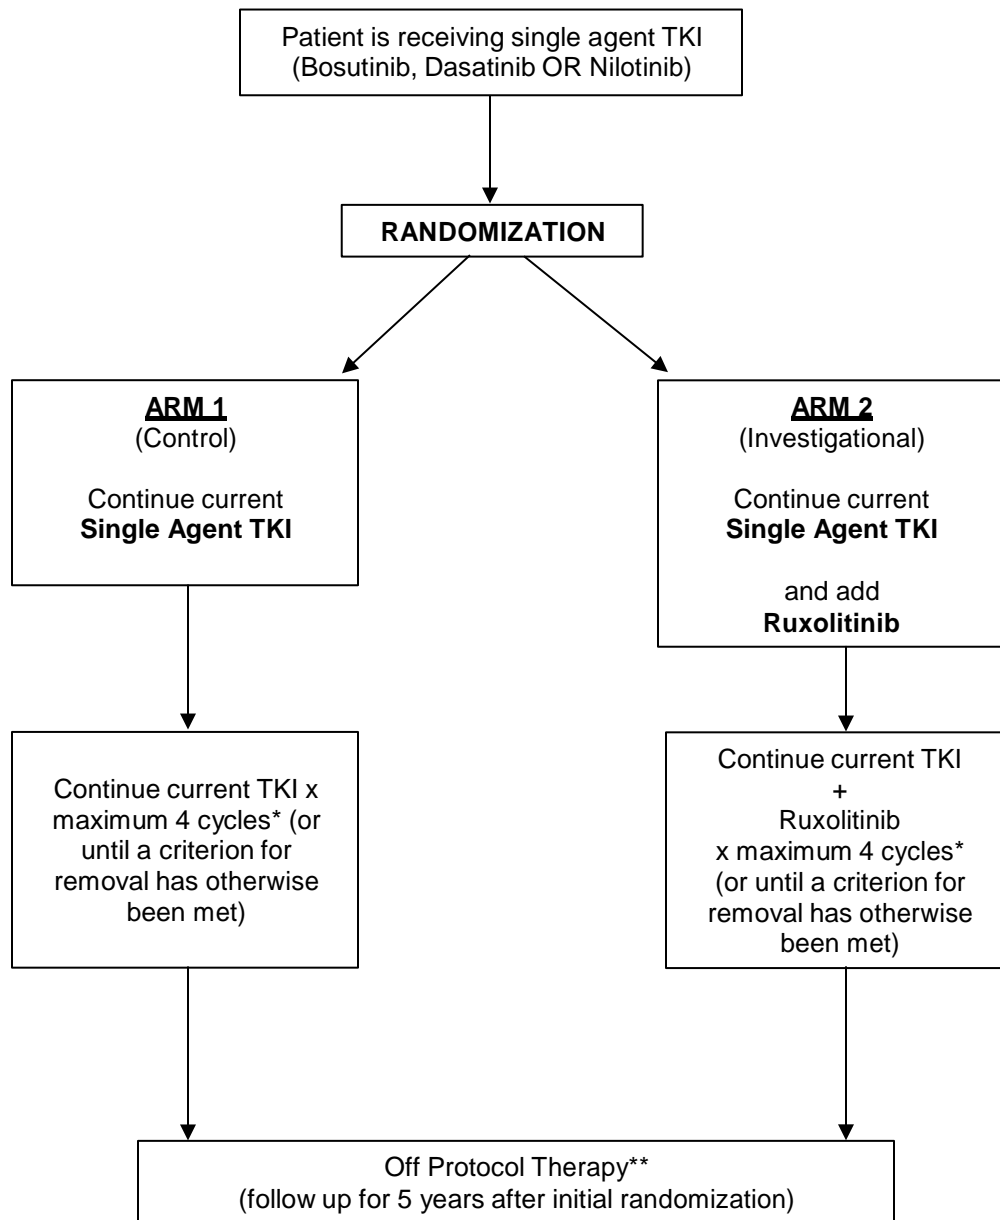 Patient is receiving single agent TKI
(Bosutinib, Dasatinib OR Nilotinib)
RANDOMIZATION
ARM 1
(Control)
Continue current
Single Agent TKI
ARM 2
(Investigational)
Continue current
Single Agent TKI
and add
Ruxolitinib
Continue current TKI x
maximum 4 cycles* (or
until a criterion for
removal has otherwise
been met)
Continue current TKI
+
Ruxolitinib
x maximum 4 cycles*
(or until a criterion for
removal has otherwise
been met)
Off Protocol Therapy**
(follow up for 5 years after initial randomization)